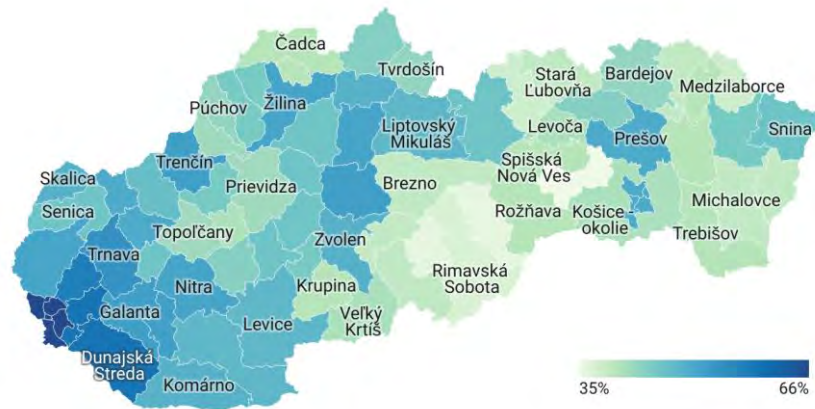 Čadca
Tvrdošín
Stará
Ľubovňa
Bardejov
Medzilaborce
Púchov
Žilina
Liptovský
Mikuláš
Levoča
Prešov
Snina
Trenčín
Spišská
Nová Ves
Skalica
Prievidza
Brezno
Michalovce
Senica
Rožňava
Košice -
okolie
Topoľčany
Zvolen
Trebišov
Trnava
Rimavská
Sobota
Nitra
Krupina
Galanta
Levice
Veľký
Krtíš
Dunajská
Streda
Komárno
35%
66%